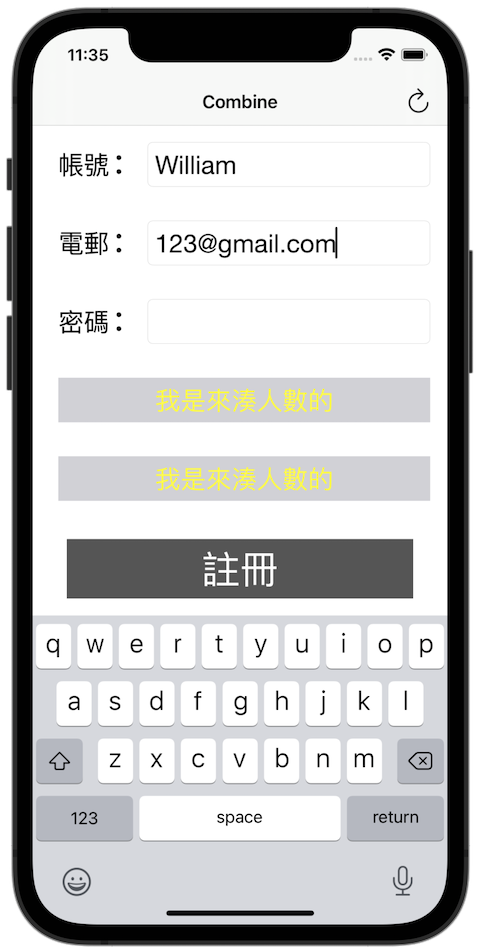 11:35
Combine
帳號：
William
電郵：
123@gmail.com
密碼：
我是來湊人數的
我是來湊人數的
註冊
q w e r t y u i o p
a s d f g h j k l
z x c v b n m
123 space return